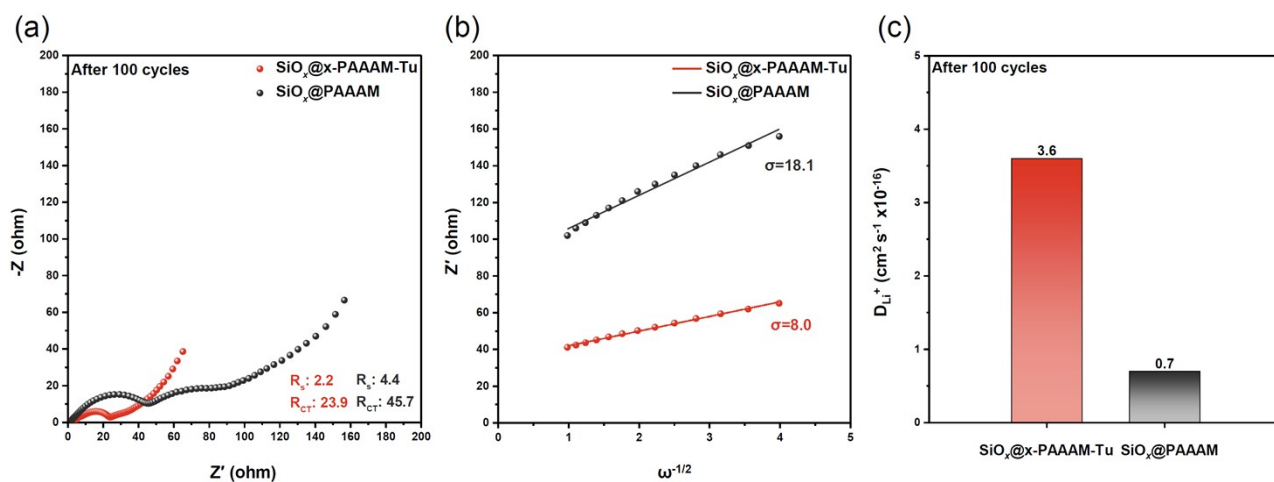 (a)
After 100 cycles
SiOₓ@x-PAAAM-Tu
SiOₓ@PAAAM
200
180
160
140
120
100
80
60
40
20
0
-Z (ohm)
Rₛ: 2.2 Rₛ: 4.4
R_CT: 23.9 R_CT: 45.7
0 20 40 60 80 100 120 140 160 180 200
Z′ (ohm)
(b)
SiOₓ@x-PAAAM-Tu
SiOₓ@PAAAM
200
180
160
140
120
100
80
60
40
20
0
Z′ (ohm)
σ=18.1
σ=8.0
0 1 2 3 4 5
ω⁻¹/²
(c)
After 100 cycles
5
4
3
2
1
0
D_Li⁺ (cm² s⁻¹ x10⁻¹⁶)
3.6
0.7
SiOₓ@x-PAAAM-Tu SiOₓ@PAAAM